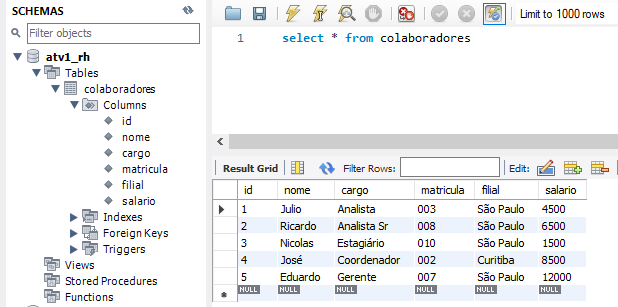 SCHEMAS
Filter objects
atv1_rh
Tables
colaboradores
Columns
id
nome
cargo
matricula
filial
salario
Indexes
Foreign Keys
Triggers
Views
Stored Procedures
Functions
Limit to 1000 rows
1 select * from colaboradores
Result Grid Filter Rows: Edit:
id nome cargo matricula filial salario
1 Julio Analista 003 São Paulo 4500
2 Ricardo Analista Sr 008 São Paulo 6500
3 Nicolas Estagiário 010 São Paulo 1500
4 José Coordenador 002 Curitiba 8500
5 Eduardo Gerente 007 São Paulo 12000
NULL NULL NULL NULL NULL NULL